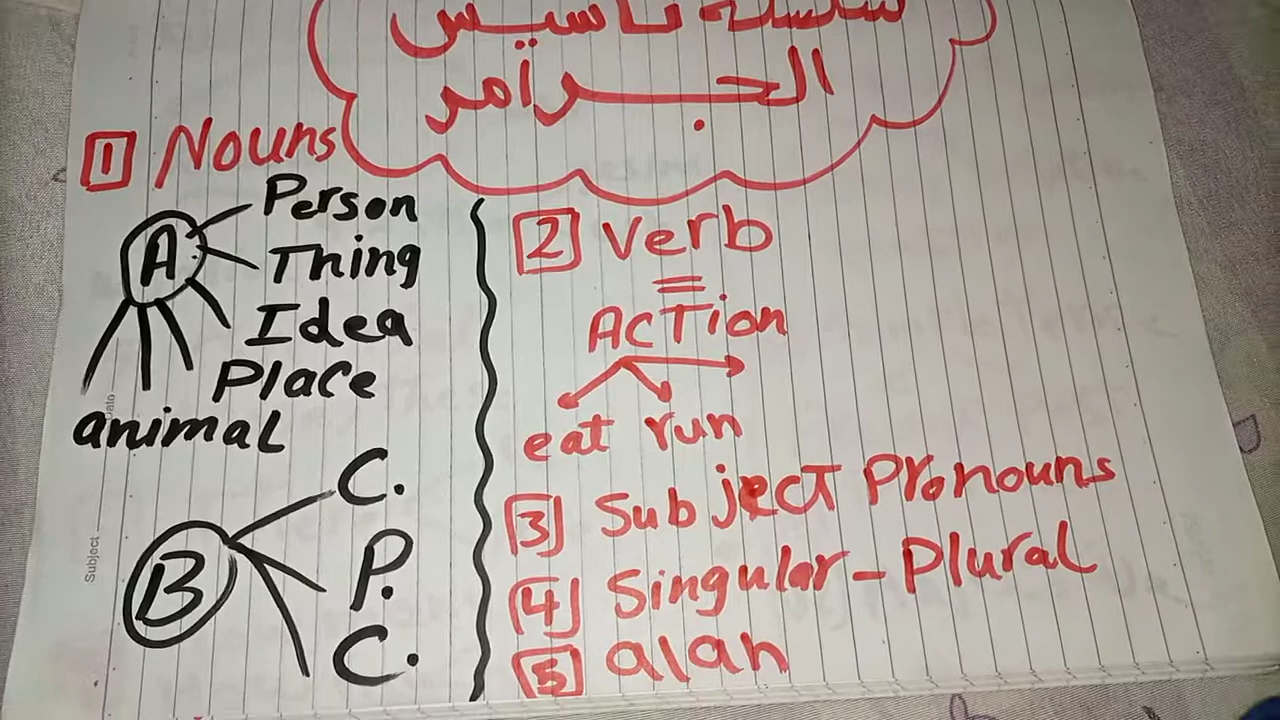 سلسلة تأسيس
الجرامر
1 Nouns
A
Person
Thing
Idea
Place
animal
B
C.
P.
C.
2 Verb
ACTion
eat run
3 Subject Pronouns
4 Singular - Plural
5 a/an
Subject